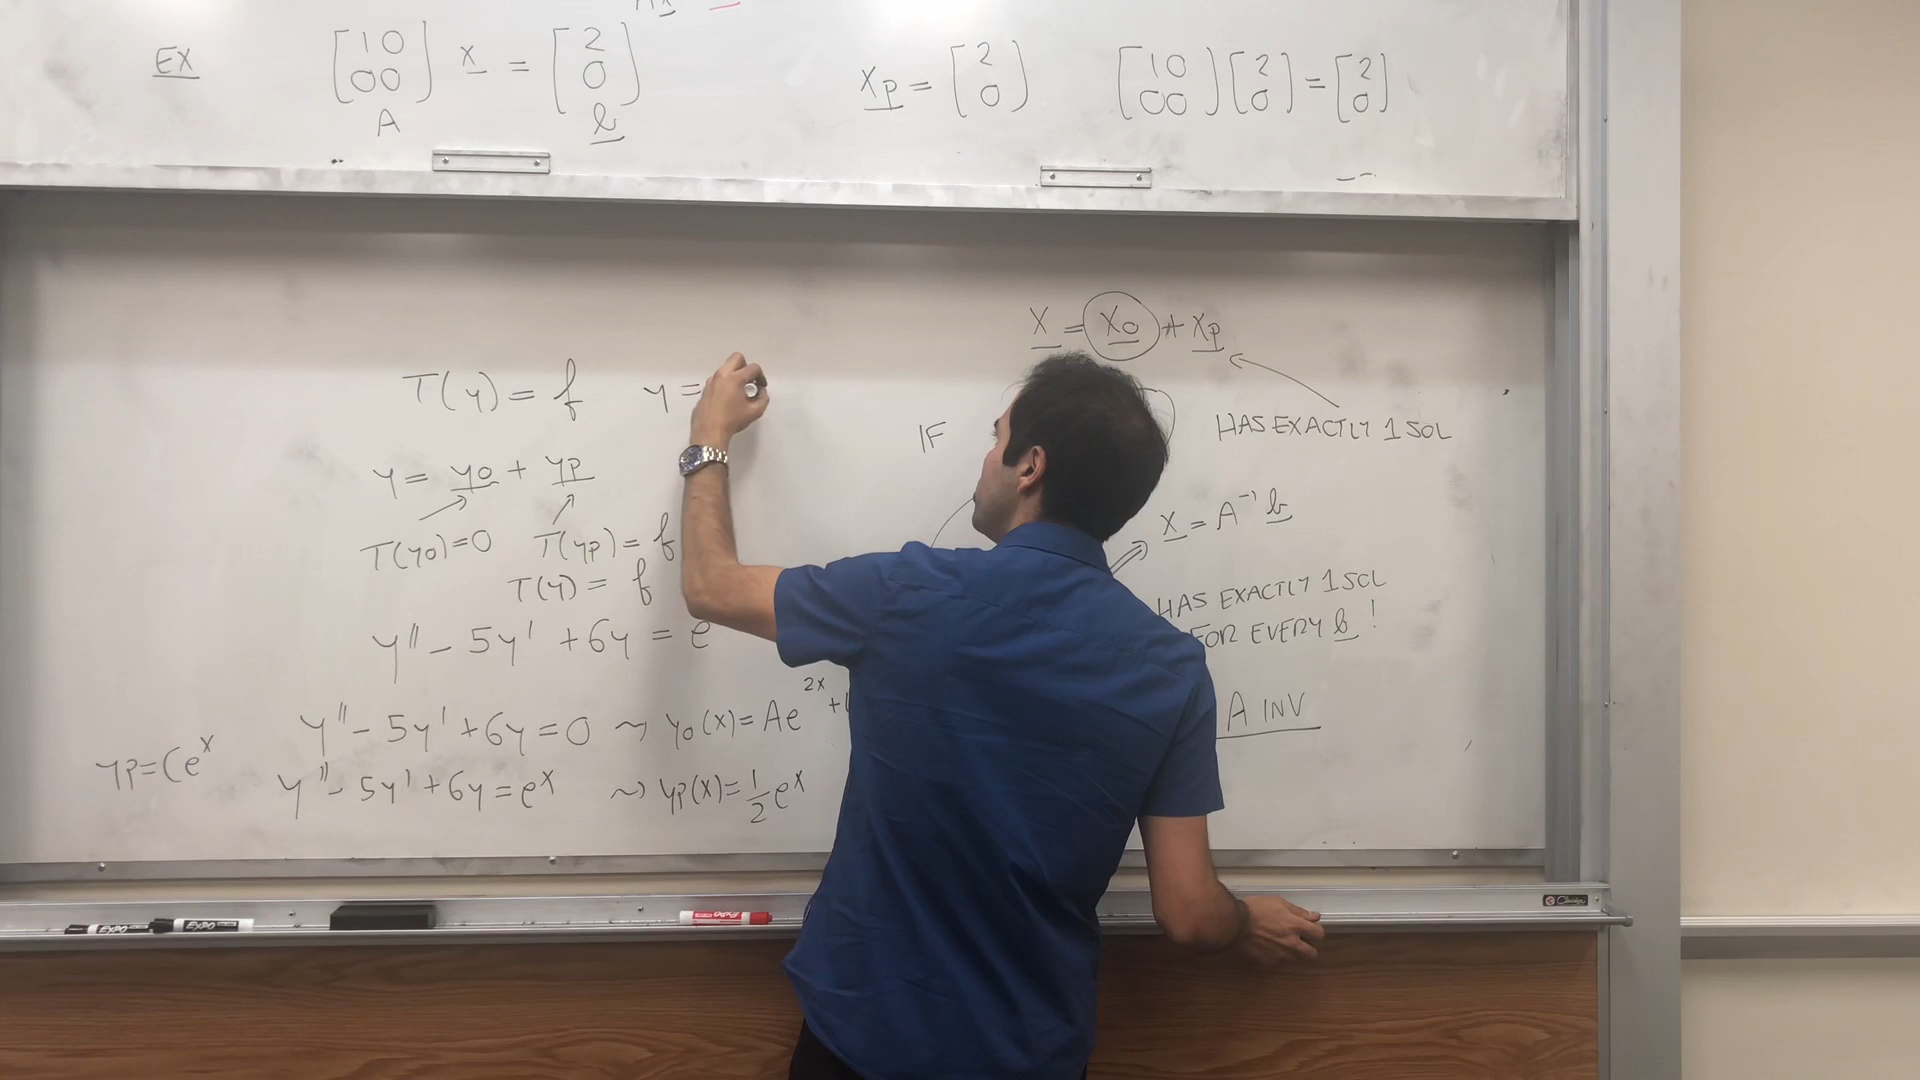 EX [1 0 0 0] x = [2 0] xp = [2 0] [1 0 0 0] [2 0] = [2 0]
A b
x = x0 + xp
T(y) = f y =
IF HAS EXACTLY 1 SOL
y = y0 + yp
x = A⁻¹ b
T(y0) = 0 T(yp) = f
T(y) = f
HAS EXACTLY 1 SOL
FOR EVERY b !
y'' - 5y' + 6y = e
y'' - 5y' + 6y = 0 ~> y0(x) = Ae^2x +
A INV
yp = Ce^x y'' - 5y' + 6y = e^x ~> yp(x) = 1/2 e^x
EXPO EXPO EXPO